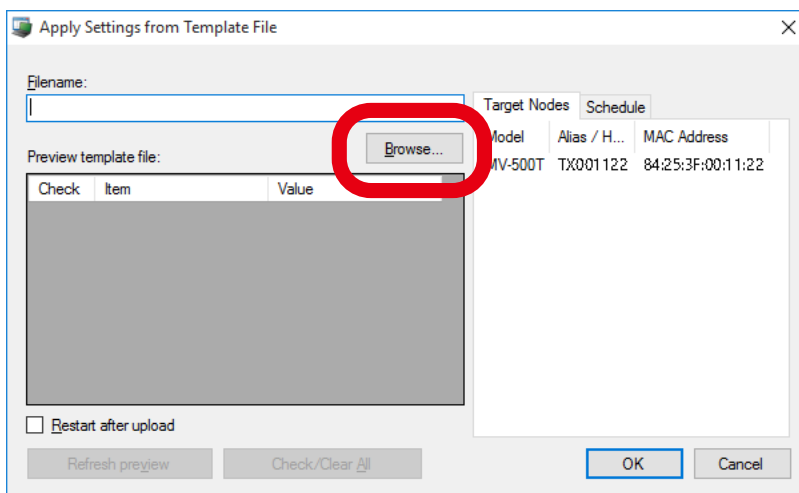 Apply Settings from Template File
Filename:
Browse...
Preview template file:
Check Item Value
Restart after upload
Refresh preview Check/Clear All
Target Nodes Schedule
Model Alias / H... MAC Address
MV-500T TX001122 84:25:3F:00:11:22
OK Cancel